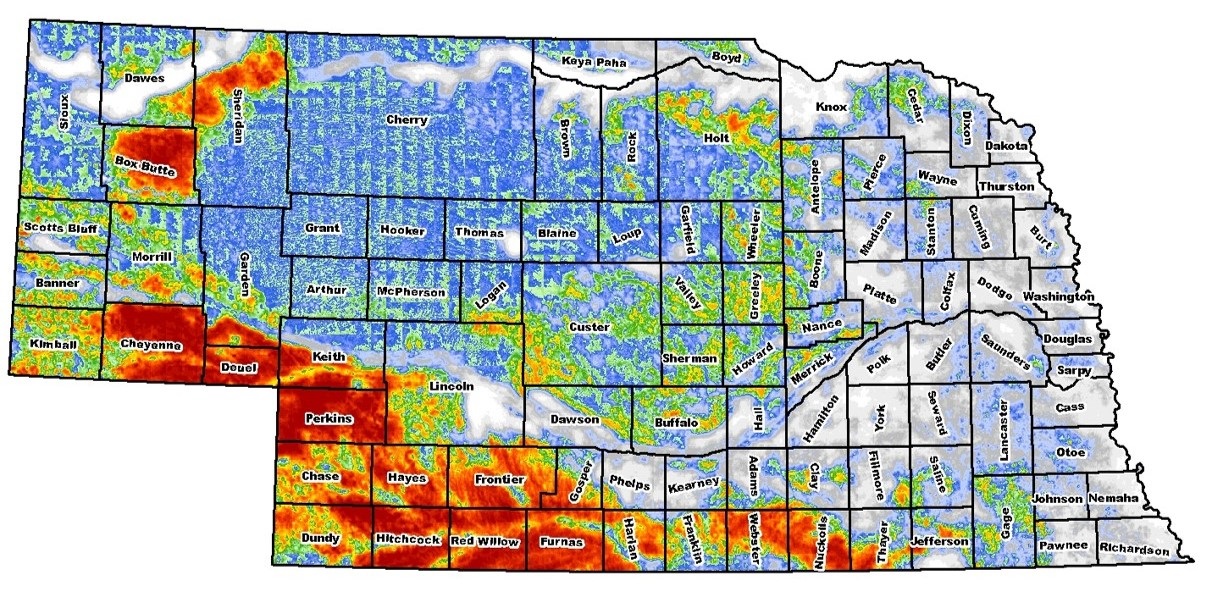 Keya Paha
Boyd
Dawes
Sioux
Sheridan
Cherry
Brown
Rock
Holt
Knox
Cedar
Dixon
Dakota
Box Butte
Antelope
Pierce
Wayne
Thurston
Scotts Bluff
Morrill
Garden
Grant
Hooker
Thomas
Blaine
Loup
Garfield
Wheeler
Boone
Madison
Stanton
Cuming
Burt
Banner
Arthur
McPherson
Logan
Custer
Valley
Greeley
Platte
Colfax
Dodge
Washington
Kimball
Cheyenne
Deuel
Keith
Lincoln
Sherman
Howard
Nance
Merrick
Polk
Butler
Saunders
Douglas
Sarpy
Perkins
Dawson
Buffalo
Hall
Hamilton
York
Seward
Lancaster
Cass
Otoe
Chase
Hayes
Frontier
Gosper
Phelps
Kearney
Adams
Clay
Fillmore
Saline
Johnson
Nemaha
Dundy
Hitchcock
Red Willow
Furnas
Harlan
Franklin
Webster
Nuckolls
Thayer
Jefferson
Gage
Pawnee
Richardson